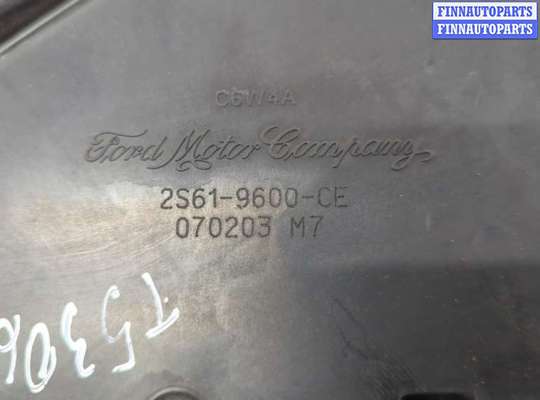 FINNAUTOPARTS
FINNAUTOPARTS
C6W4A
Ford Motor Company
2S61-9600-CE
070203 M7
T5306